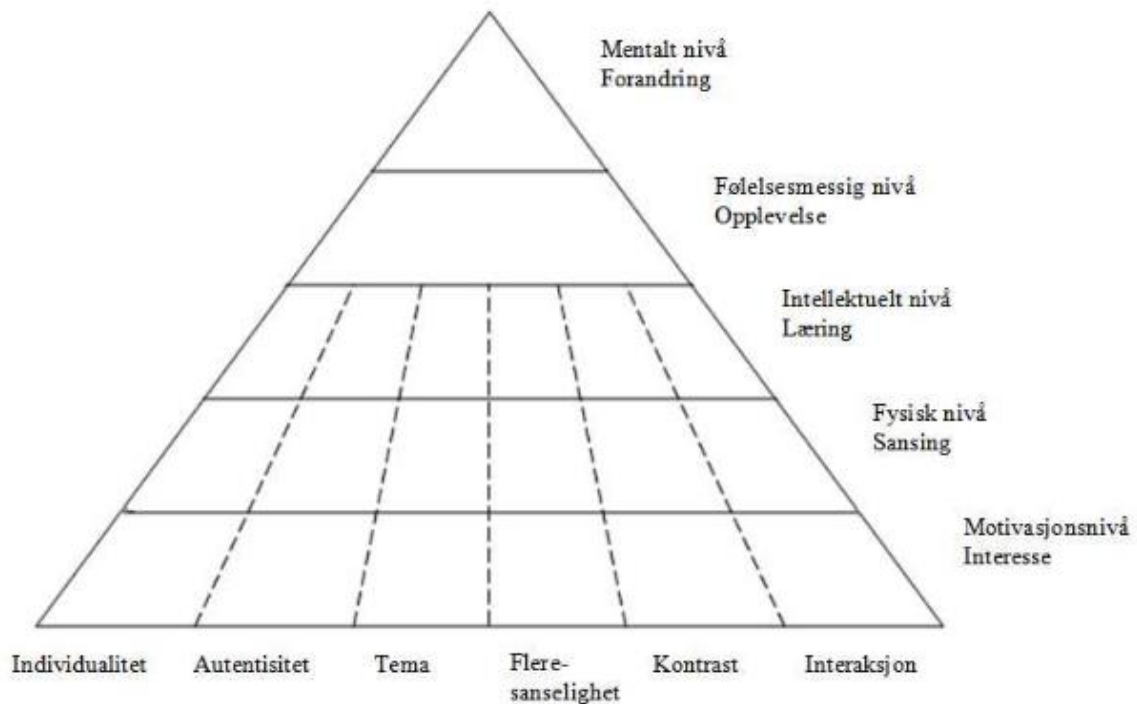 Mentalt nivå
Forandring
Følelsesmessig nivå
Opplevelse
Intellektuelt nivå
Læring
Fysisk nivå
Sansing
Motivasjonsnivå
Interesse
Individualitet
Autentisitet
Tema
Flere-
sanselighet
Kontrast
Interaksjon